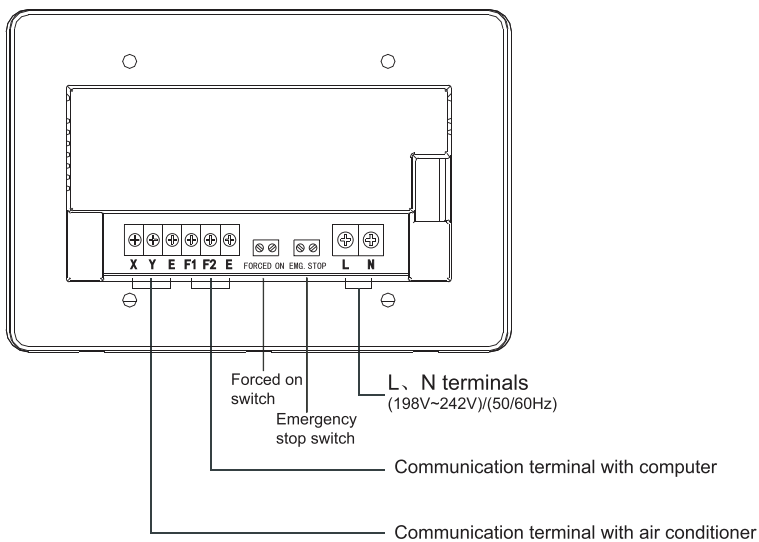 X Y E F1 F2 E FORCED ON EMG. STOP L N
Forced on
switch
Emergency
stop switch
L、N terminals
(198V~242V)/(50/60Hz)
Communication terminal with computer
Communication terminal with air conditioner